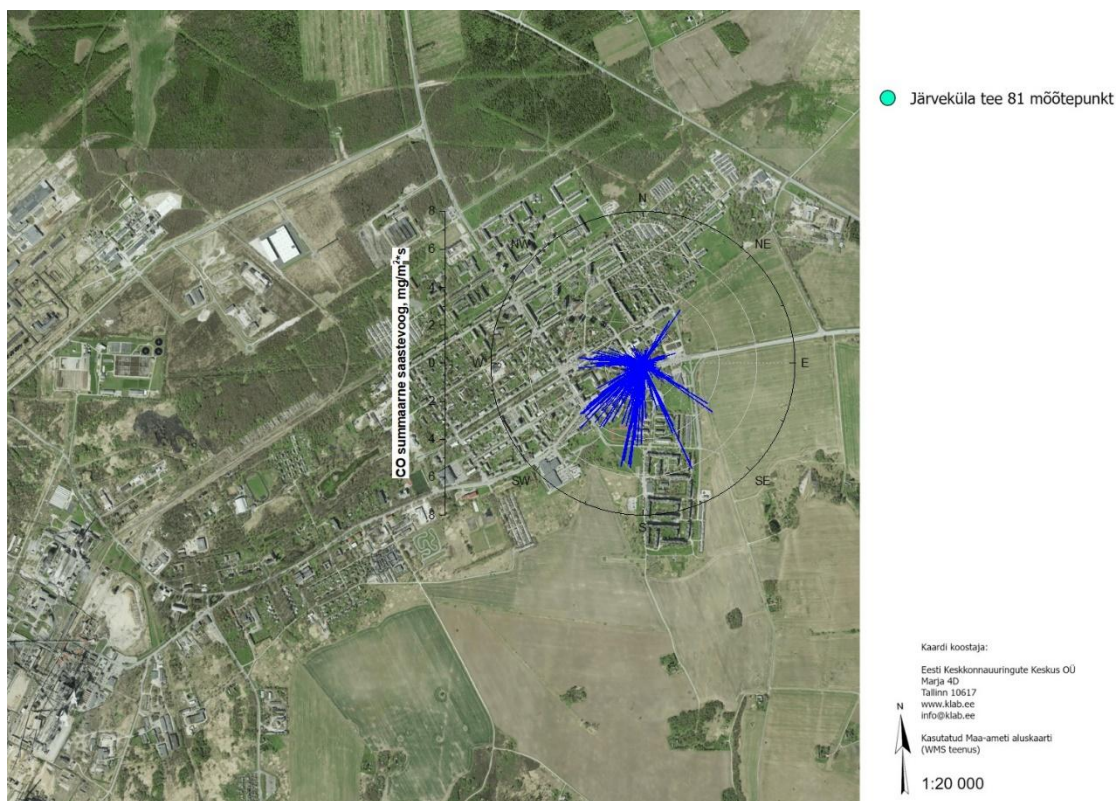 Järveküla tee 81 mõõtepunkt
N
NW
NE
8
6
4
2
0
2
4
6
8
CO summaarne saastevoog, mg/m²*s
W
E
SW
SE
S
Kaardi koostaja:
Eesti Keskkonnauuringute Keskus OÜ
Marja 4D
Tallinn 10617
www.klab.ee
info@klab.ee
Kasutatud Maa-ameti aluskaarti
(WMS teenus)
N
1:20 000